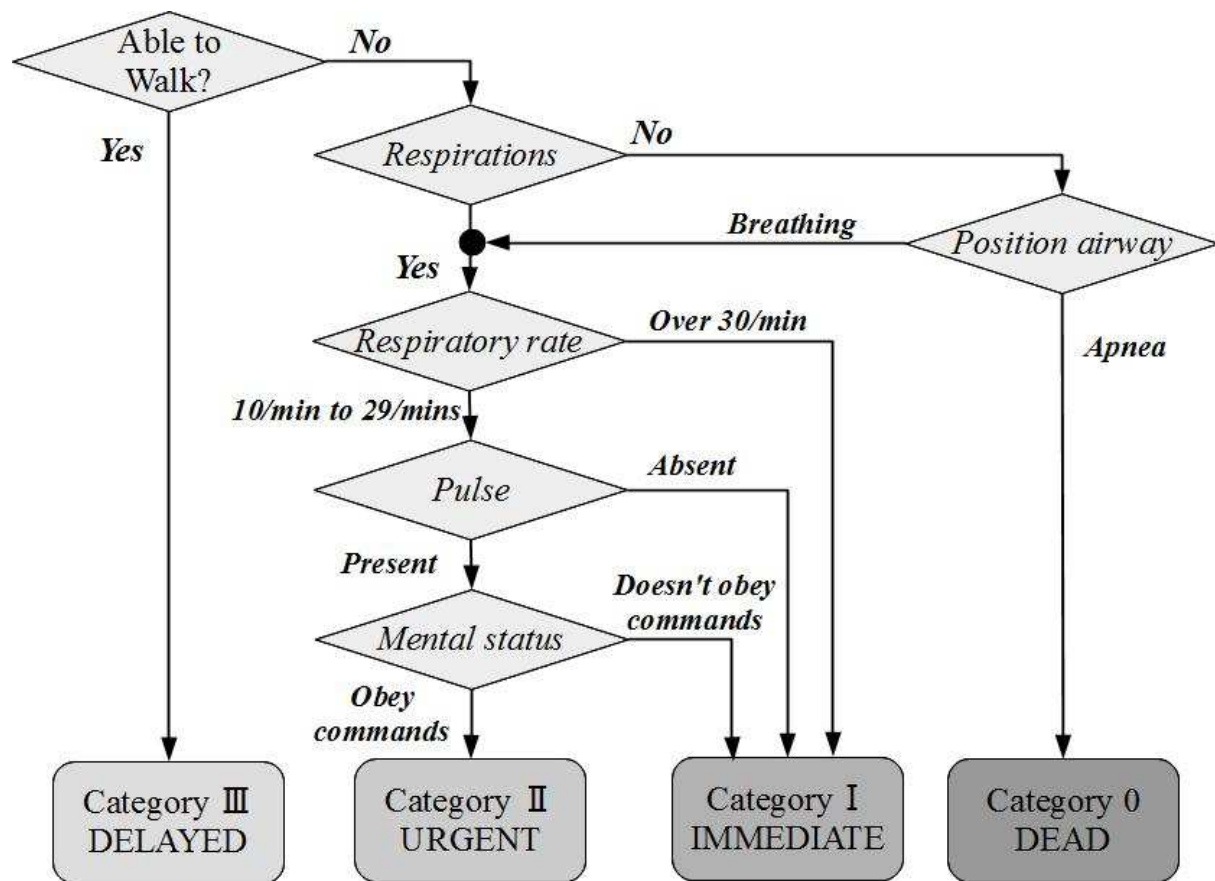 Able to
Walk?
No
Yes
Respirations
No
Breathing
Position airway
Yes
Respiratory rate
Over 30/min
Apnea
10/min to 29/mins
Pulse
Absent
Present
Doesn't obey
commands
Mental status
Obey
commands
Category Ⅲ
DELAYED
Category Ⅱ
URGENT
Category Ⅰ
IMMEDIATE
Category 0
DEAD